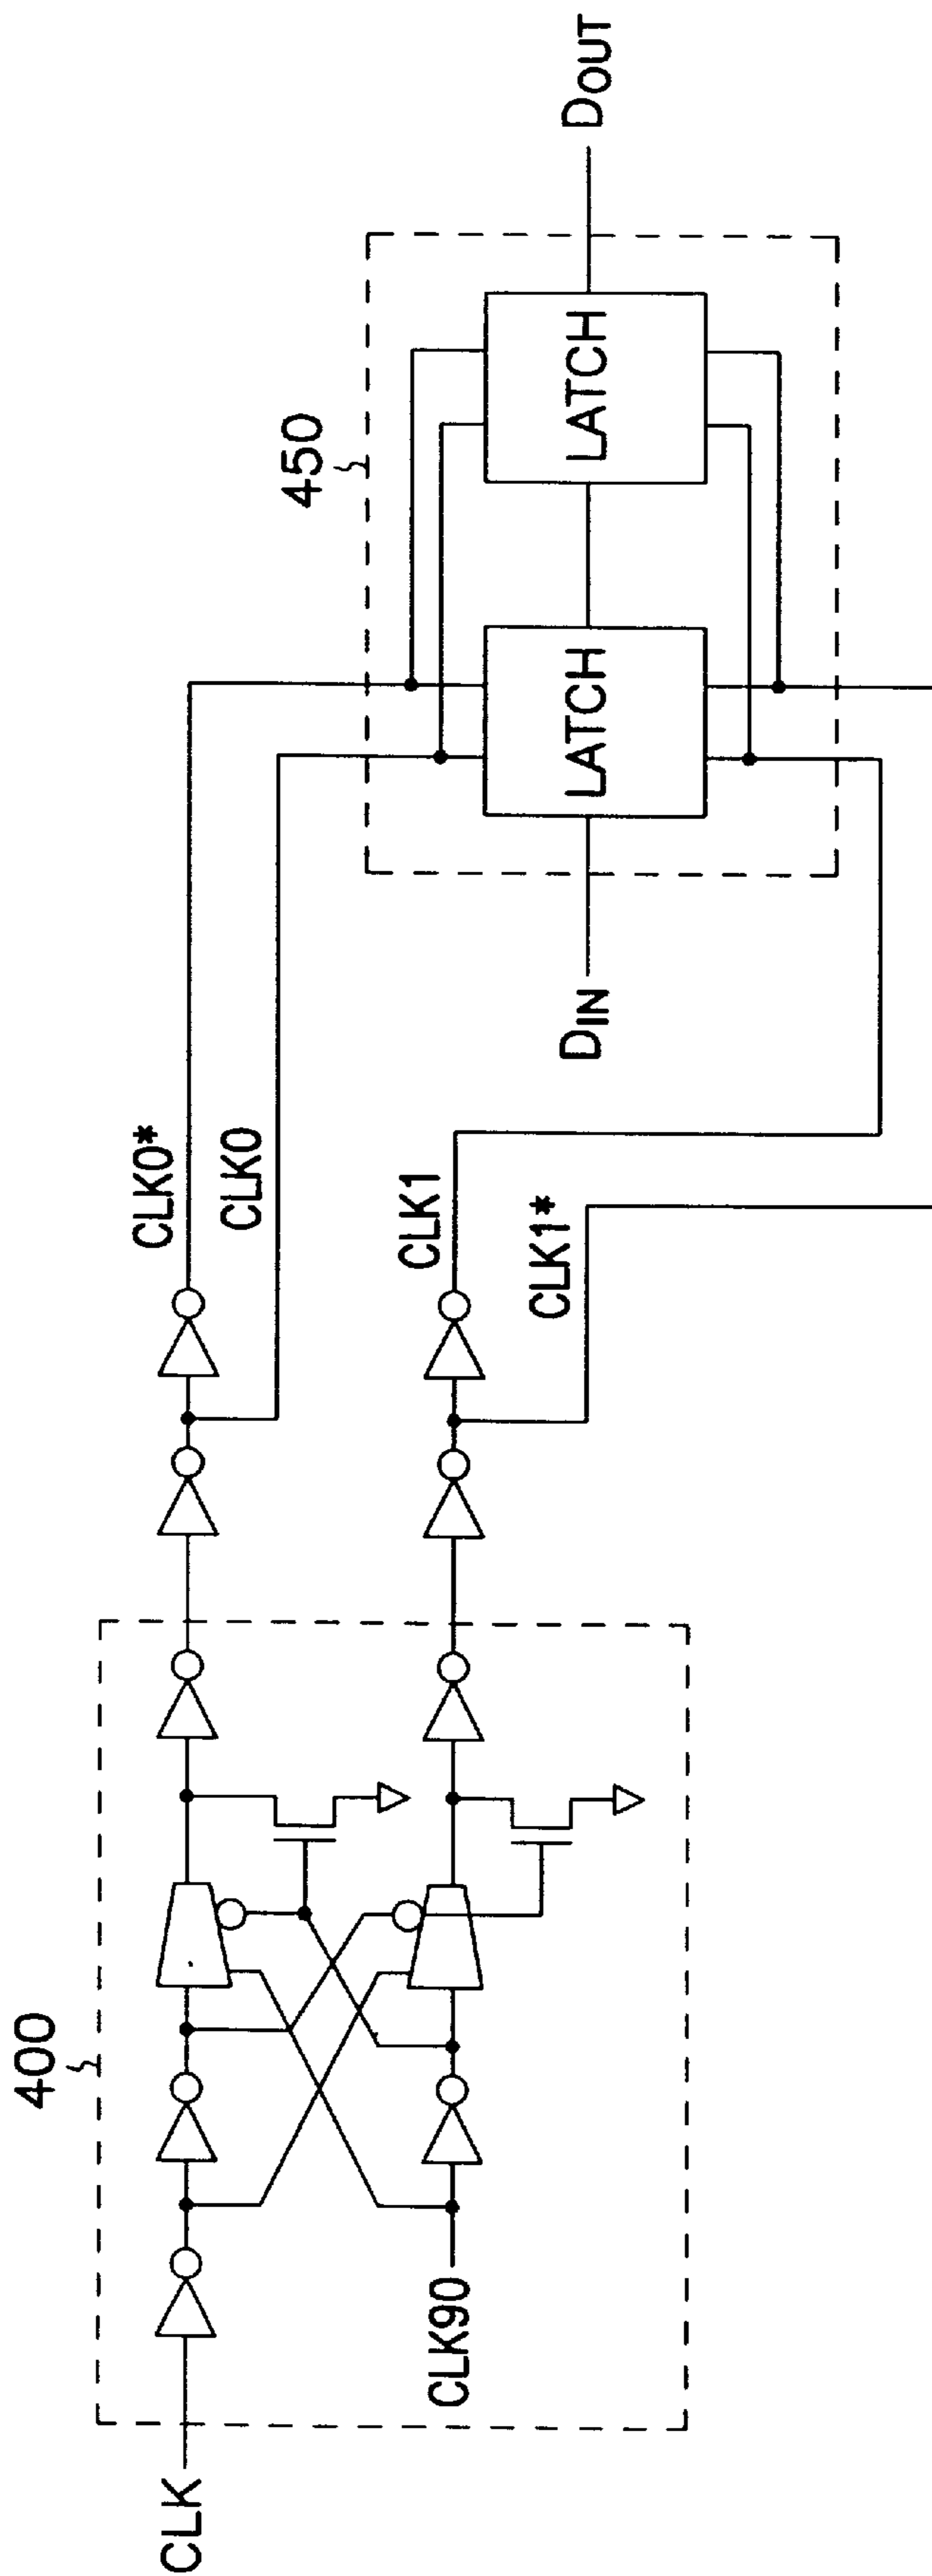 400
CLK
CLK90
CLK0*
CLK0
CLK1
CLK1*
450
DIN
LATCH
LATCH
DOUT